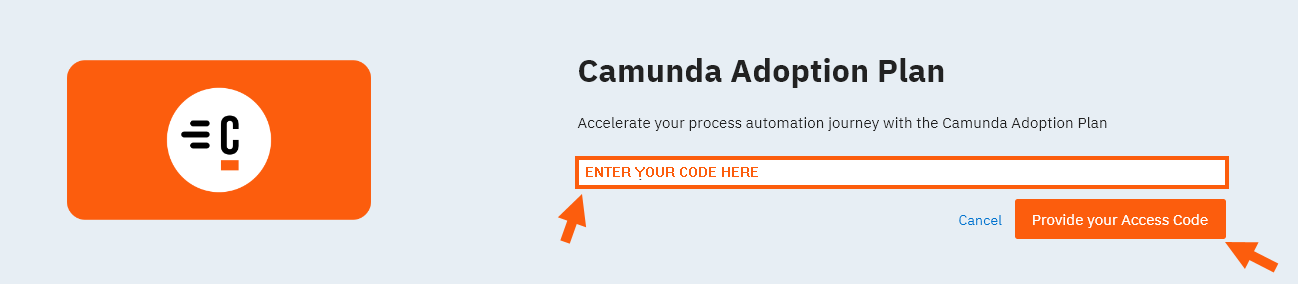 Camunda Adoption Plan
Accelerate your process automation journey with the Camunda Adoption Plan
ENTER YOUR CODE HERE
Cancel
Provide your Access Code
C